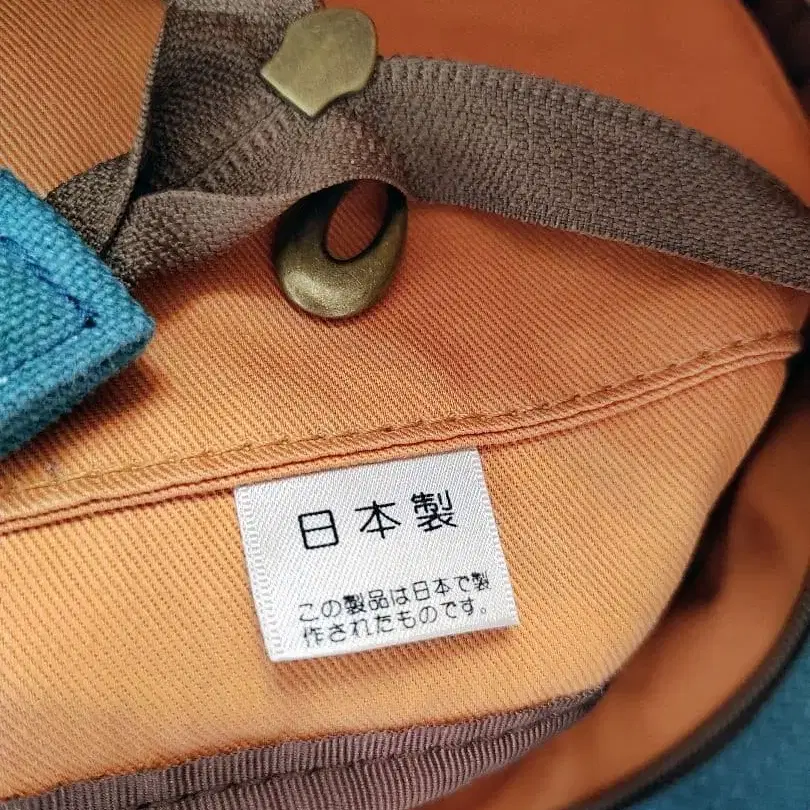 日本製
この製品は日本で製
作されたものです。